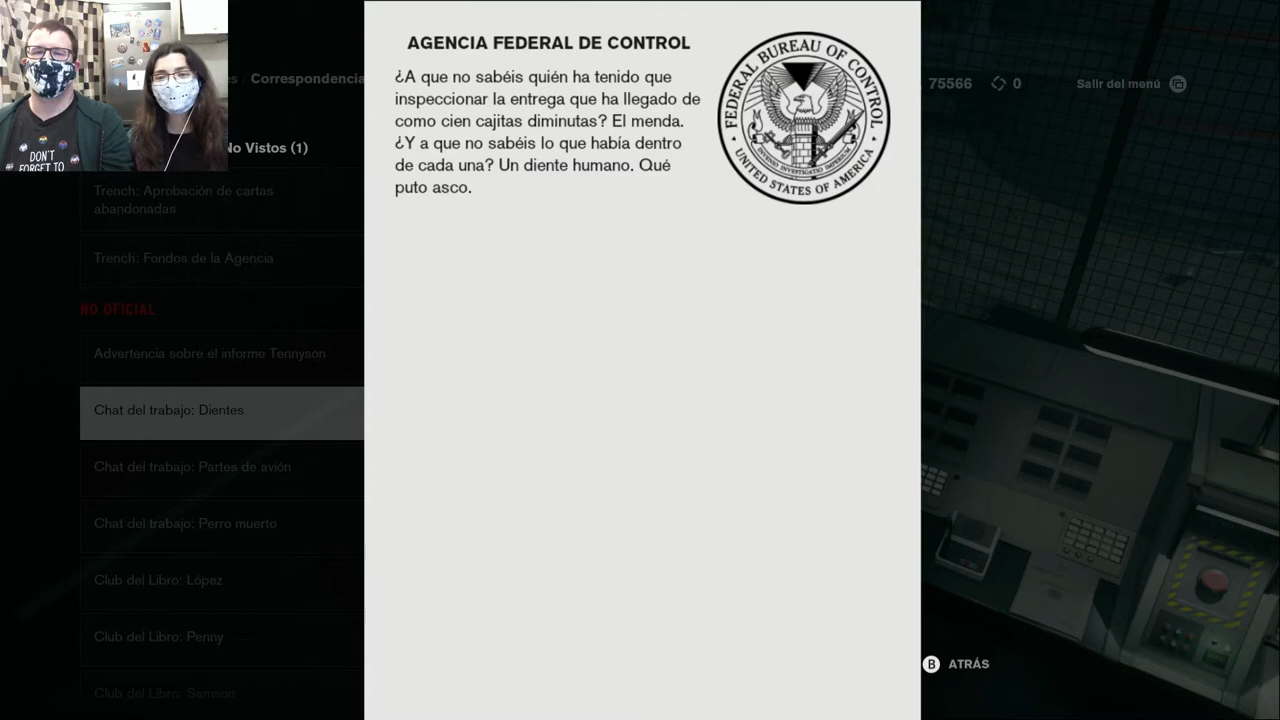 AGENCIA FEDERAL DE CONTROL
¿A que no sabéis quién ha tenido que
inspeccionar la entrega que ha llegado de
como cien cajitas diminutas? El menda.
¿Y a que no sabéis lo que había dentro
de cada una? Un diente humano. Qué
puto asco.
FEDERAL BUREAU OF CONTROL
UNITED STATES OF AMERICA
DON'T
FORGET TO
Correspondencia
75566
0
Salir del menú
No Vistos (1)
Trench: Aprobación de cartas
abandonadas
Trench: Fondos de la Agencia
NO OFICIAL
Advertencia sobre el informe Tennyson
Chat del trabajo: Dientes
Chat del trabajo: Partes de avión
Chat del trabajo: Perro muerto
Club del Libro: López
Club del Libro: Penny
Club del Libro: Samson
B ATRÁS